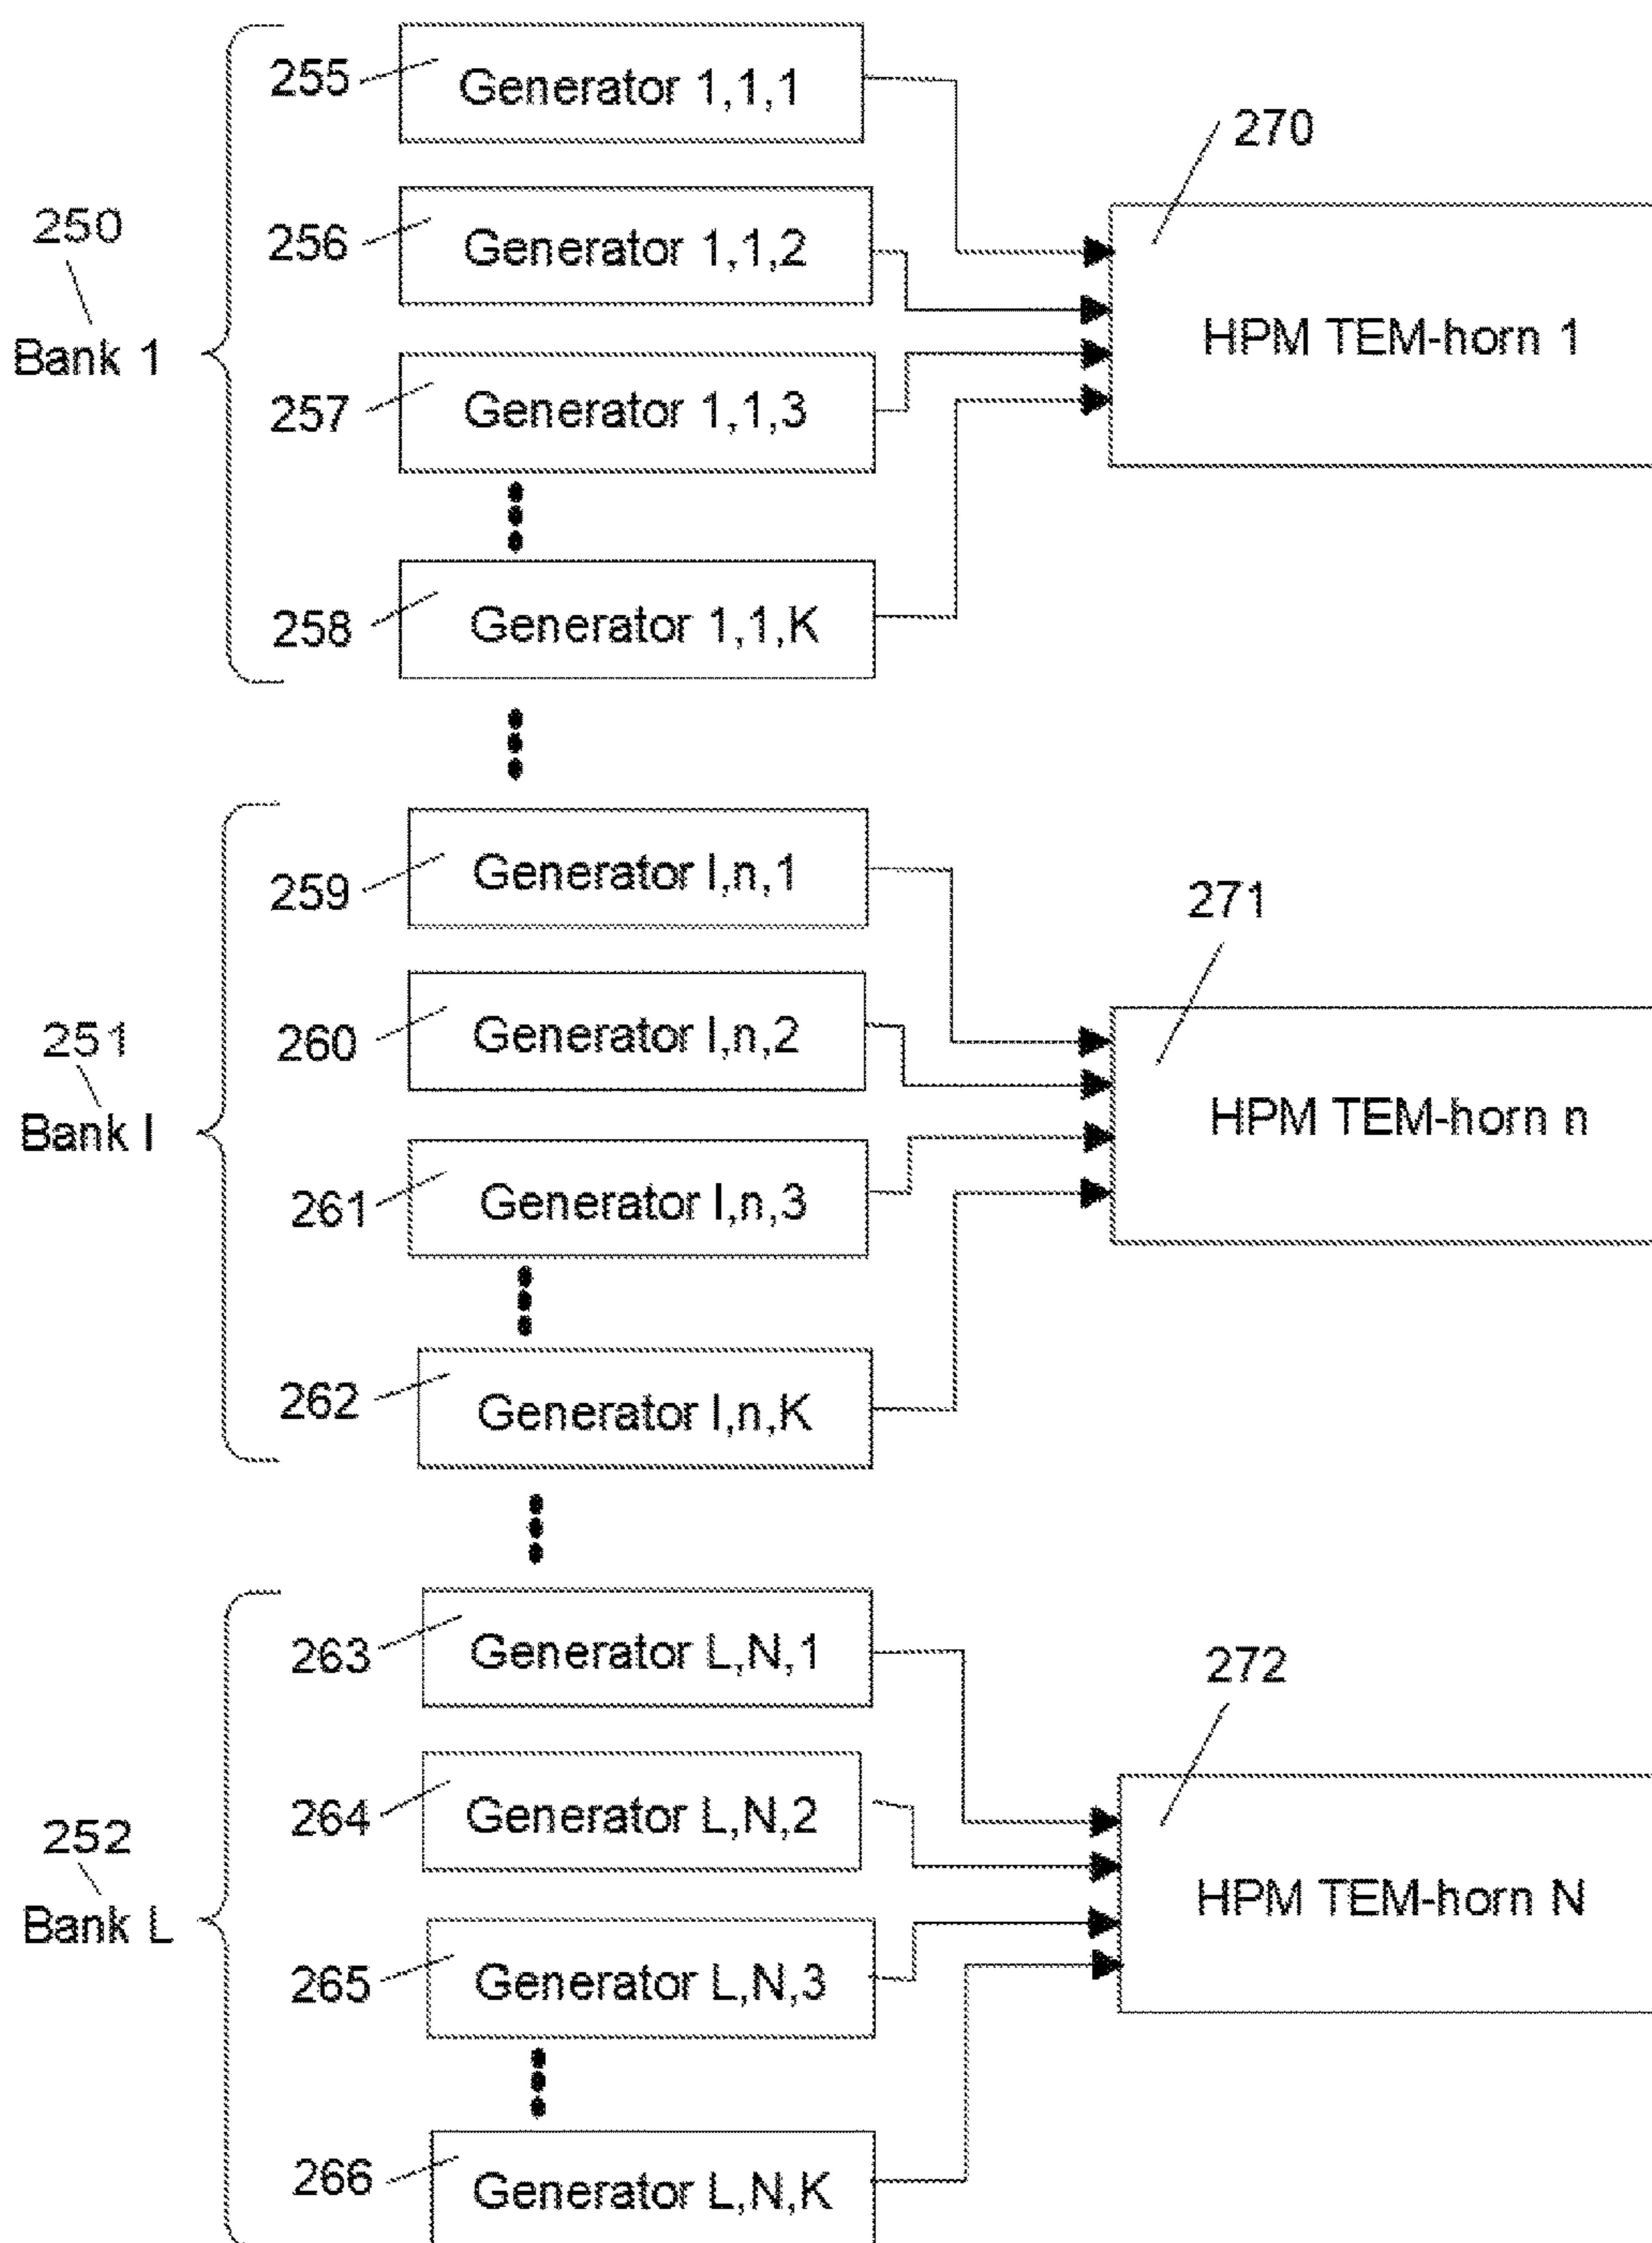 255
Generator 1,1,1
270
250
256
Generator 1,1,2
HPM TEM-horn 1
Bank 1
257
Generator 1,1,3
258
Generator 1,1,K
259
Generator l,n,1
271
251
260
Generator l,n,2
Bank l
HPM TEM-horn n
261
Generator l,n,3
262
Generator l,n,K
263
Generator L,N,1
272
252
264
Generator L,N,2
Bank L
HPM TEM-horn N
265
Generator L,N,3
266
Generator L,N,K